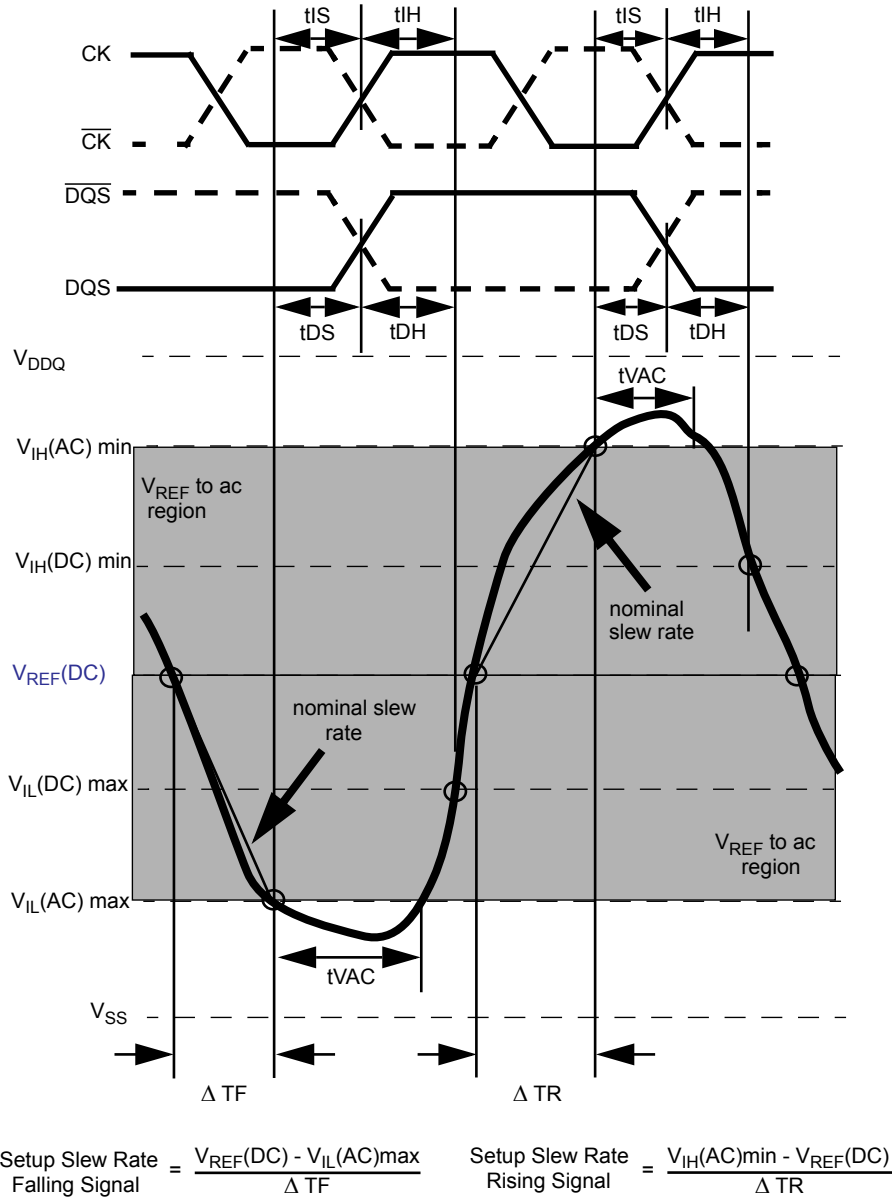 tIS tIH tIS tIH
CK
CK
DQS
DQS
tDS tDH tDS tDH
VDDQ
tVAC
VIH(AC) min
VREF to ac
region
VIH(DC) min
nominal
slew rate
VREF(DC)
nominal slew
rate
VIL(DC) max
VREF to ac
region
VIL(AC) max
tVAC
VSS
Δ TF Δ TR
Setup Slew Rate
Falling Signal
=
VREF(DC) - VIL(AC)max
Δ TF
Setup Slew Rate
Rising Signal
=
VIH(AC)min - VREF(DC)
Δ TR